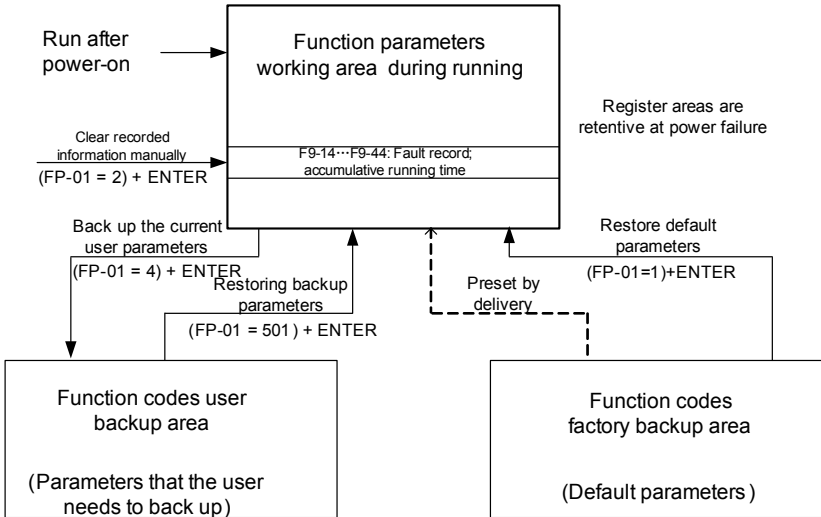 Run after
power-on
Function parameters
working area  during running
Register areas are
retentive at power failure
Clear recorded
information manually
(FP-01 = 2) + ENTER
F9-14···F9-44: Fault record;
accumulative running time
Back up the current
user parameters
(FP-01 = 4) + ENTER
Restoring backup
parameters
(FP-01 = 501) + ENTER
Preset by
delivery
Restore default
parameters
(FP-01=1)+ENTER
Function codes user
backup area
(Parameters that the user
needs to back up)
Function codes
factory backup area
(Default parameters)